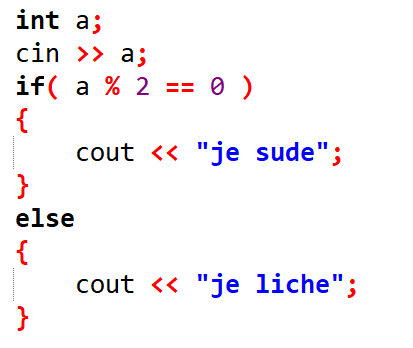 int a;
cin >> a;
if( a % 2 == 0 )
{
    cout << "je sude";
}
else
{
    cout << "je liche";
}